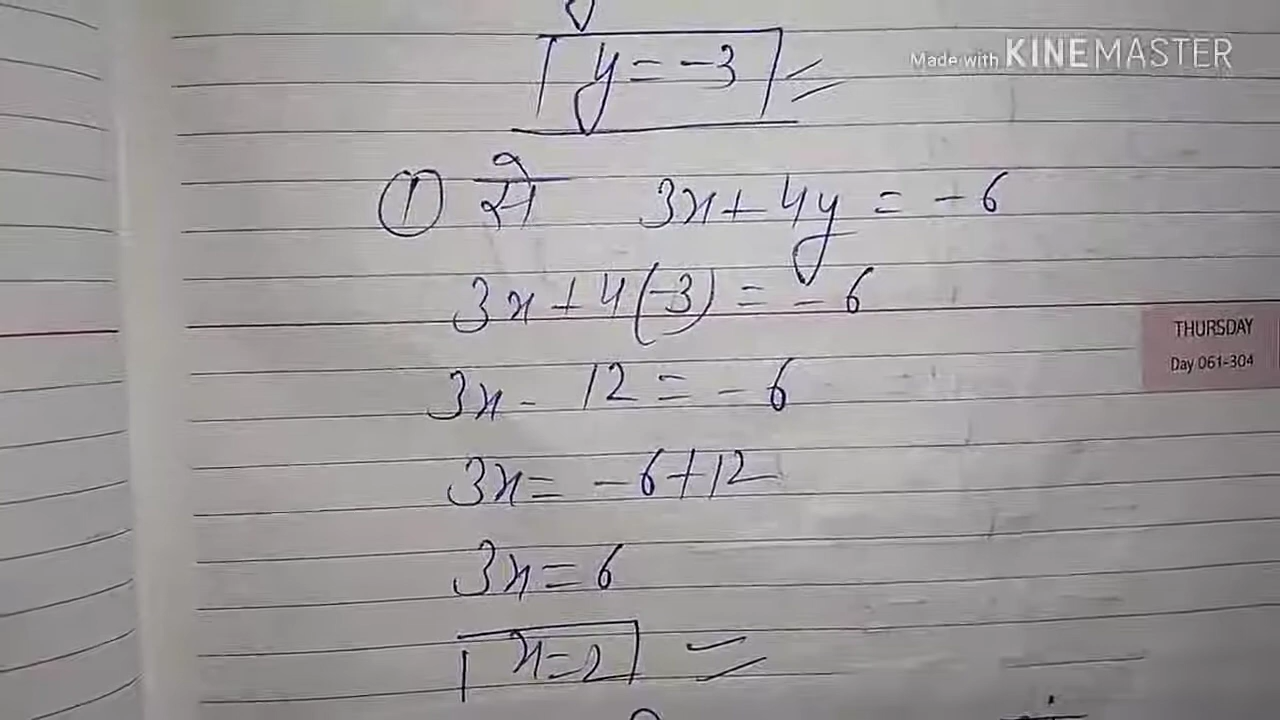 y = -3
Made with KINEMASTER
① से 3x + 4y = -6
3x + 4(-3) = -6
THURSDAY
Day 061-304
3x - 12 = -6
3x = -6+12
3x = 6
x=2